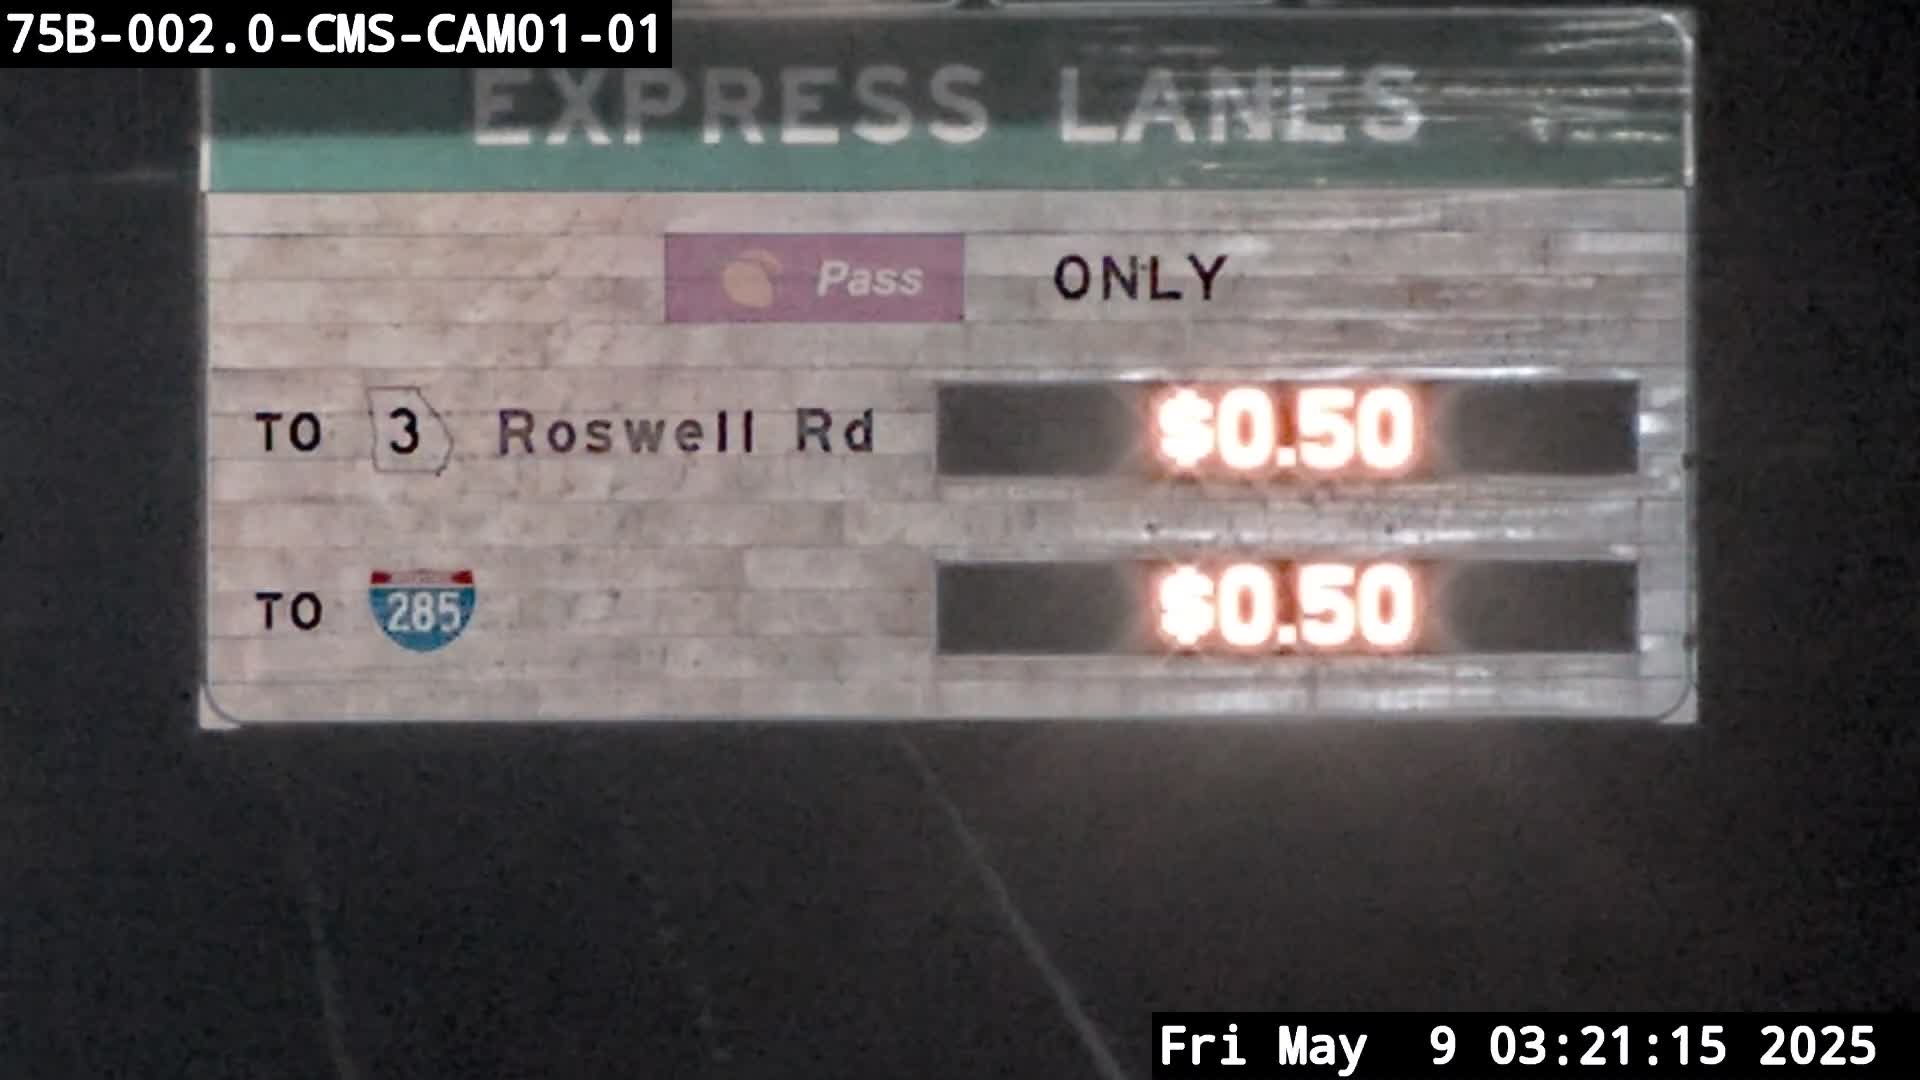 75B-002.0-CMS-CAM01-01
EXPRESS LANES
Pass ONLY
TO 3 Roswell Rd $0.50
TO 285 $0.50
Fri May 9 03:21:15 2025